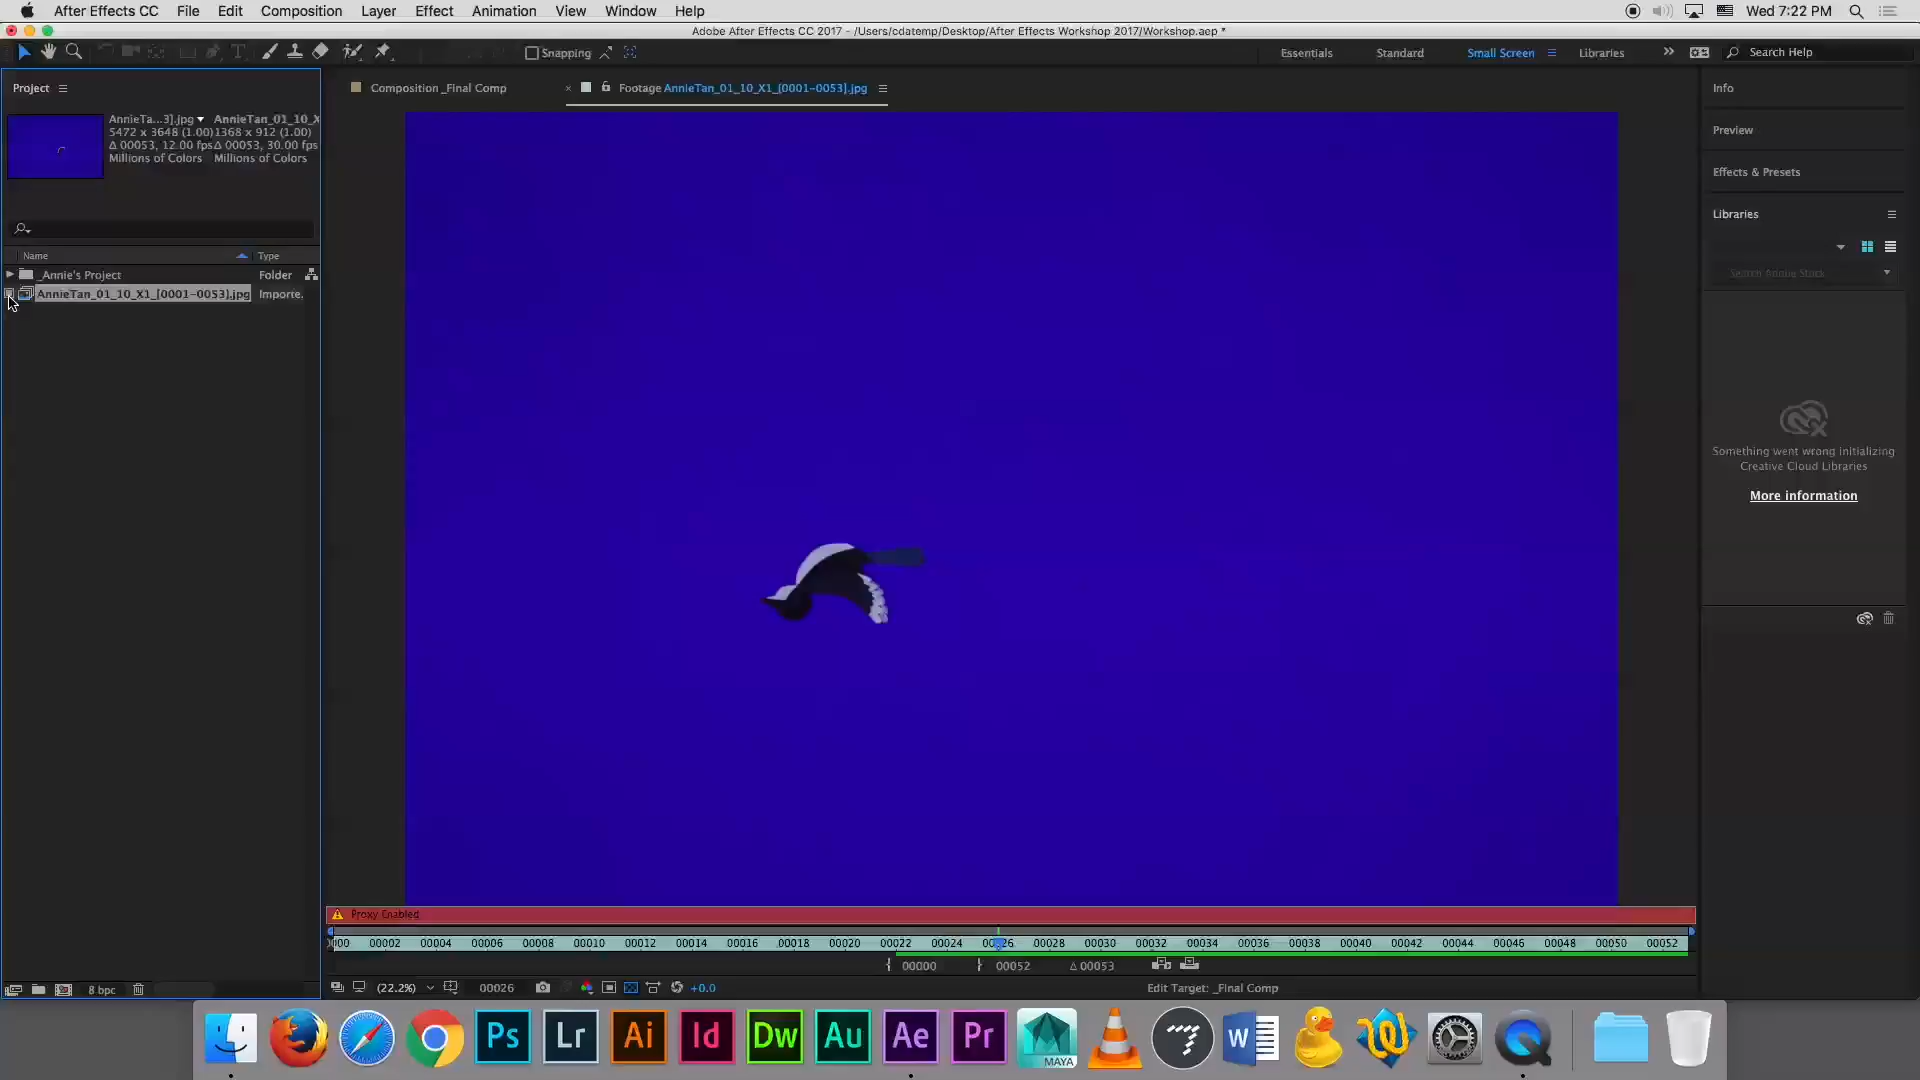 After Effects CC File Edit Composition Layer Effect Animation View Window Help Wed 7:22 PM
Adobe After Effects CC 2017 - /Users/cdatemp/Desktop/After Effects Workshop 2017/Workshop.aep *
Snapping Essentials Standard Small Screen Libraries Search Help
Project
Composition _Final Comp
Footage AnnieTan_01_10_X1_[0001-0053].jpg
Info
AnnieTa...3].jpg AnnieTan_01_10_X
5472 x 3648 (1.00) 1368 x 912 (1.00)
Δ 00053, 12.00 fps Δ 00053, 30.00 fps
Millions of Colors Millions of Colors
Preview
Effects & Presets
Libraries
Name Type
_Annie's Project Folder
AnnieTan_01_10_X1_[0001-0053].jpg Importe.
Search Adobe Stock
Something went wrong initializing
Creative Cloud Libraries
More information
Proxy Enabled
00002 00004 00006 00008 00010 00012 00014 00016 00018 00020 00022 00024 00026 00028 00030 00032 00034 00036 00038 00040 00042 00044 00046 00048 00050 00052
00000 00052 Δ 00053
8 bpc
(22.2%) 00026 +0.0 Edit Target: _Final Comp
Ps Lr Ai Id Dw Au Ae Pr MAYA W